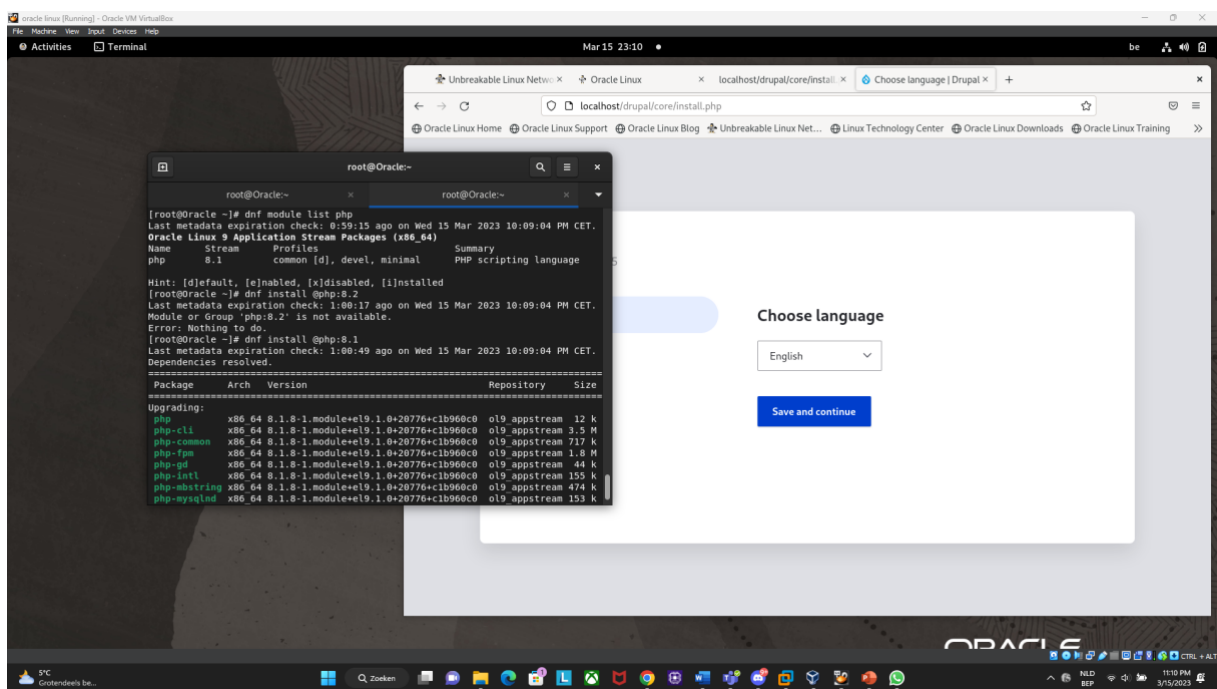 oracle linux [Running] - Oracle VM VirtualBox
File Machine View Input Devices Help
Activities Terminal Mar 15 23:10 be
Unbreakable Linux Netwo × Oracle Linux × localhost/drupal/core/install. × Choose language | Drupal × +
localhost/drupal/core/install.php
Oracle Linux Home Oracle Linux Support Oracle Linux Blog Unbreakable Linux Net... Linux Technology Center Oracle Linux Downloads Oracle Linux Training >>
root@Oracle:~
root@Oracle:~ × root@Oracle:~ ×
[root@Oracle ~]# dnf module list php
Last metadata expiration check: 0:59:15 ago on Wed 15 Mar 2023 10:09:04 PM CET.
Oracle Linux 9 Application Stream Packages (x86_64)
Name Stream Profiles Summary
php 8.1 common [d], devel, minimal PHP scripting language
Hint: [d]efault, [e]nabled, [x]disabled, [i]nstalled
[root@Oracle ~]# dnf install @php:8.2
Last metadata expiration check: 1:00:17 ago on Wed 15 Mar 2023 10:09:04 PM CET.
Module or Group 'php:8.2' is not available.
Error: Nothing to do.
[root@Oracle ~]# dnf install @php:8.1
Last metadata expiration check: 1:00:49 ago on Wed 15 Mar 2023 10:09:04 PM CET.
Dependencies resolved.
Package Arch Version Repository Size
Upgrading:
php x86_64 8.1.8-1.module+el9.1.0+20776+c1b960c0 ol9_appstream 12 k
php-cli x86_64 8.1.8-1.module+el9.1.0+20776+c1b960c0 ol9_appstream 3.5 M
php-common x86_64 8.1.8-1.module+el9.1.0+20776+c1b960c0 ol9_appstream 717 k
php-fpm x86_64 8.1.8-1.module+el9.1.0+20776+c1b960c0 ol9_appstream 1.8 M
php-gd x86_64 8.1.8-1.module+el9.1.0+20776+c1b960c0 ol9_appstream 44 k
php-intl x86_64 8.1.8-1.module+el9.1.0+20776+c1b960c0 ol9_appstream 155 k
php-mbstring x86_64 8.1.8-1.module+el9.1.0+20776+c1b960c0 ol9_appstream 474 k
php-mysqlnd x86_64 8.1.8-1.module+el9.1.0+20776+c1b960c0 ol9_appstream 153 k
5
Choose language
English
Save and continue
ORACLE
CTRL + ALT
5°C
Grotendeels be...
Zoeken
NLD
BEP
11:10 PM
3/15/2023